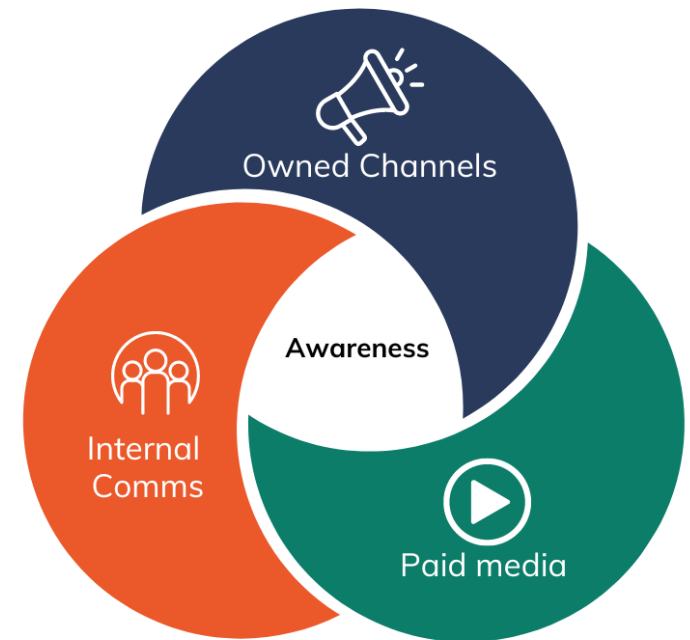 Owned Channels
Awareness
Internal
Comms
Paid media